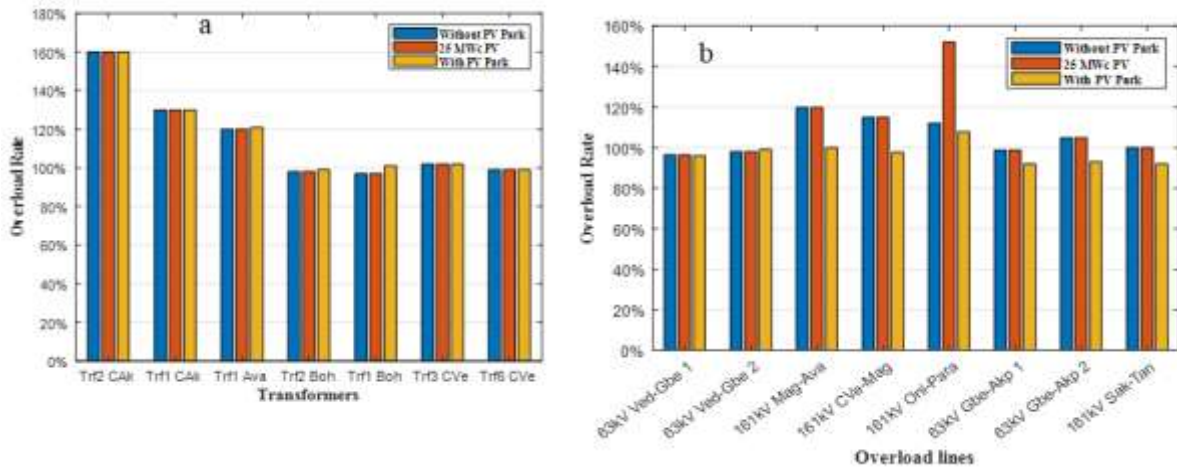 a
180%
160%
140%
120%
100%
80%
60%
40%
20%
0%
Overload Rate
Without PV Park
25 MWc PV
With PV Park
Trf2 CAk
Trf1 CAk
Trf1 Ava
Trf2 Boh
Trf1 Boh
Trf3 CVe
Trf6 CVe
Transformers
b
160%
140%
120%
100%
80%
60%
40%
20%
0%
Overload Rate
Without PV Park
25 MWc PV
With PV Park
63kV Ved-Gbe 1
63kV Ved-Gbe 2
161kV Mag-Ava
161kV CVe-Mag
161kV Oni-Para
63kV Gbe-Akp 1
63kV Gbe-Akp 2
161kV Sak-Tan
Overload lines